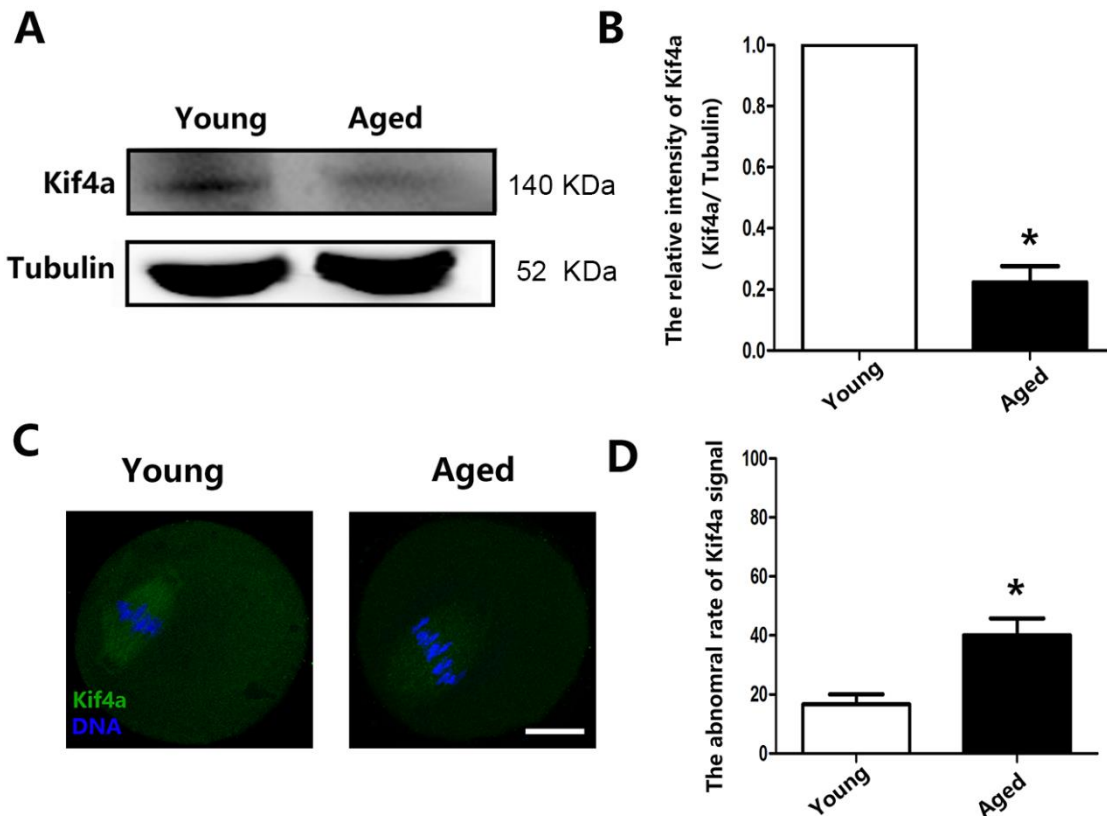 A
Young Aged
Kif4a 140 KDa
Tubulin 52 KDa
B
The relative intensity of Kif4a
( Kif4a/ Tubulin)
1.0
0.8
0.6
0.4
0.2
0.0
*
Young Aged
C
Young Aged
Kif4a
DNA
D
The abnomral rate of Kif4a signal
100
80
60
40
20
0
*
Young Aged